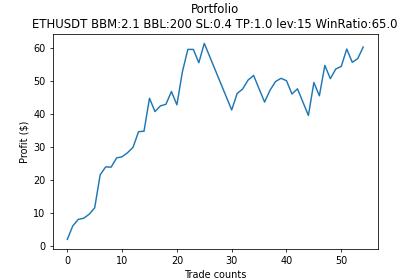 Portfolio
ETHUSDT BBM:2.1 BBL:200 SL:0.4 TP:1.0 lev:15 WinRatio:65.0
60
50
40
30
20
10
0
Profit ($)
0 10 20 30 40 50
Trade counts